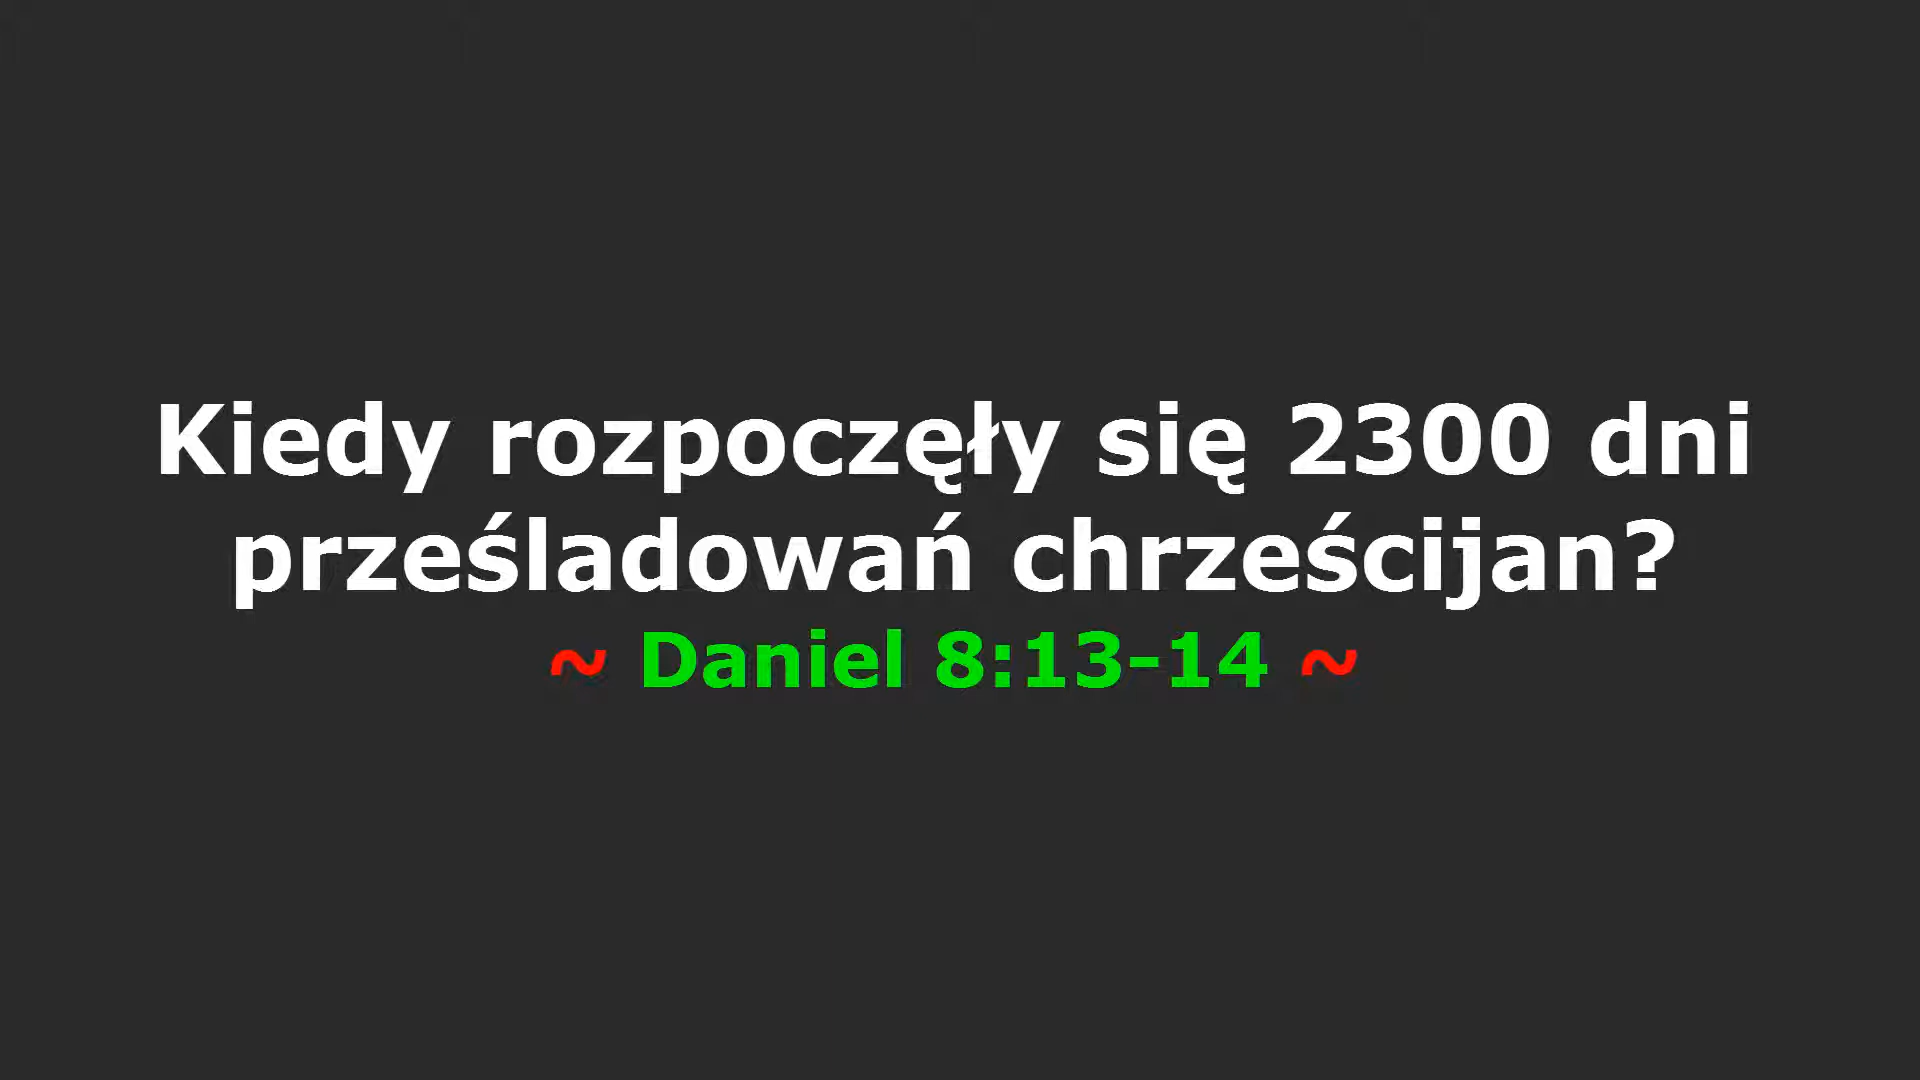 Kiedy rozpoczęły się 2300 dni
prześladowań chrześcijan?
~ Daniel 8:13-14 ~